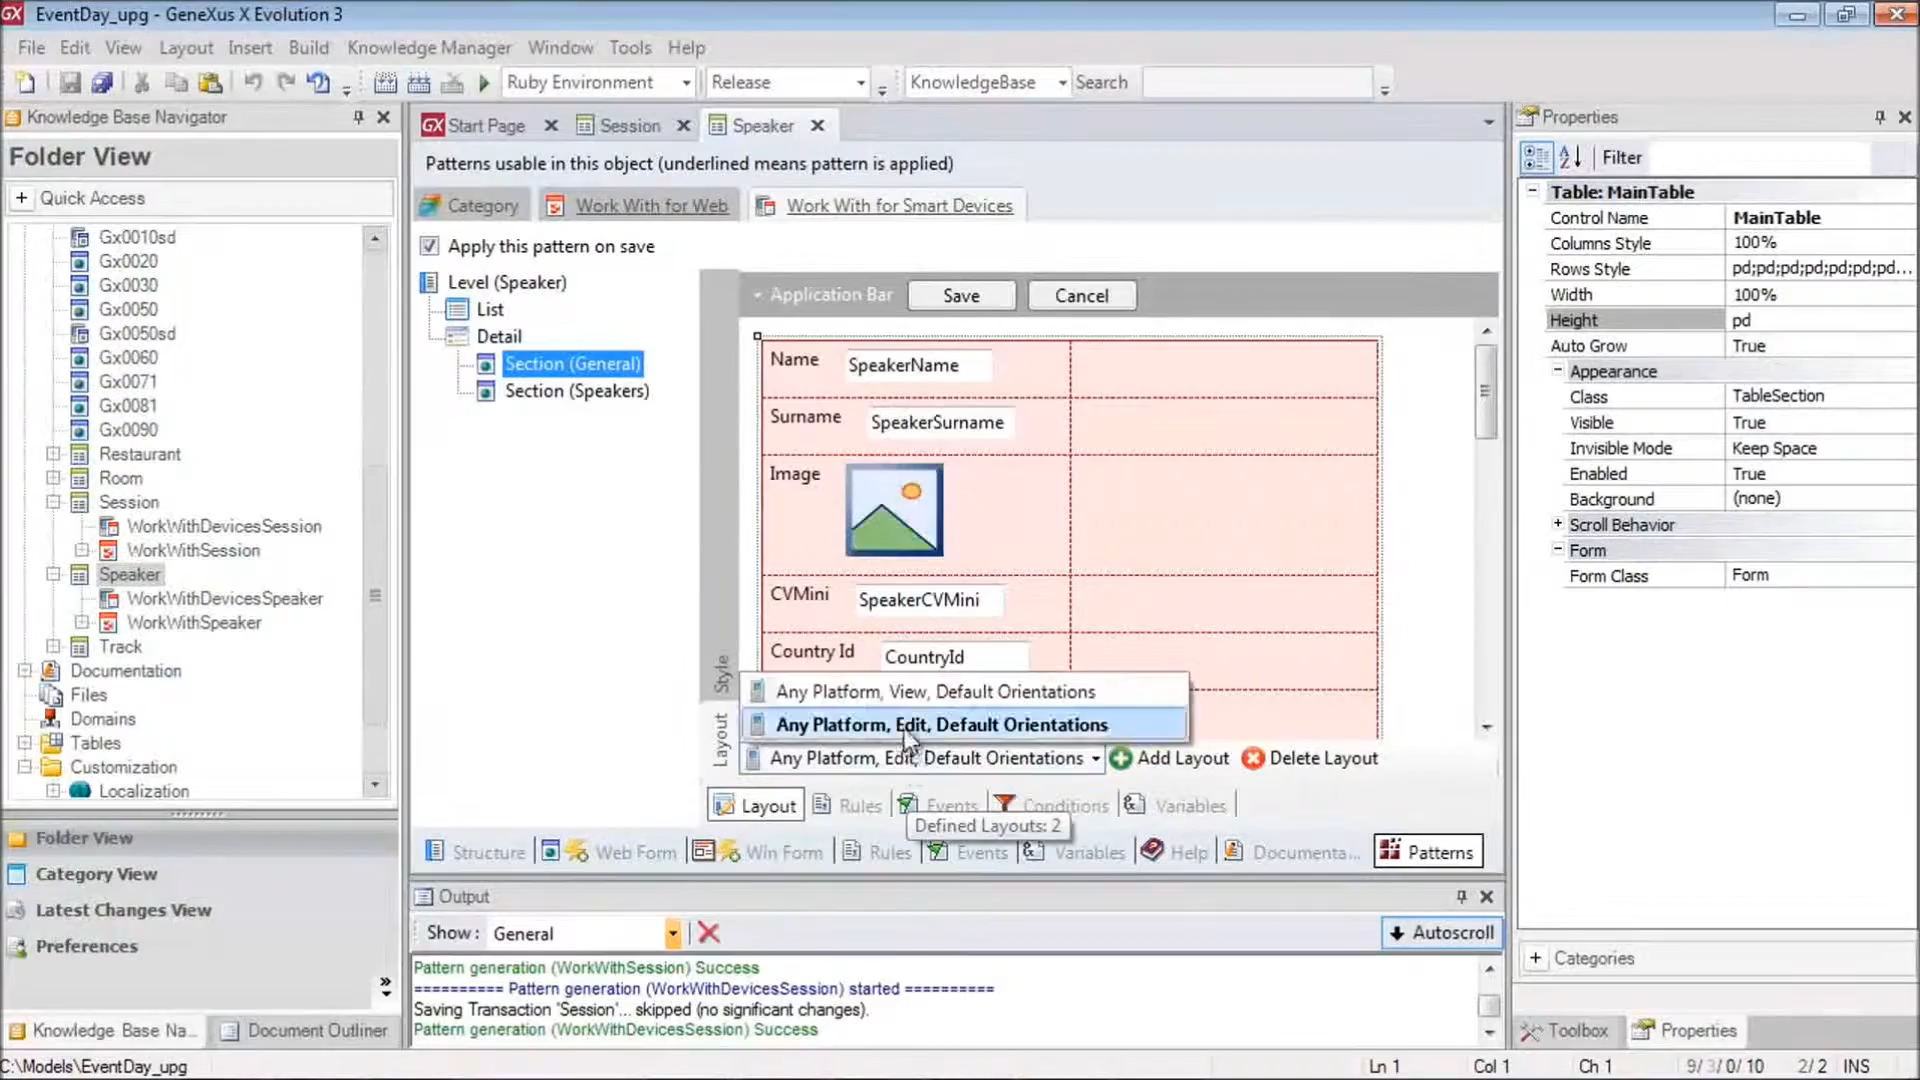 EventDay_upg - GeneXus X Evolution 3
File Edit View Layout Insert Build Knowledge Manager Window Tools Help
Ruby Environment Release KnowledgeBase Search
Knowledge Base Navigator
Folder View
Quick Access
Gx0010sd
Gx0020
Gx0030
Gx0050
Gx0050sd
Gx0060
Gx0071
Gx0081
Gx0090
Restaurant
Room
Session
WorkWithDevicesSession
WorkWithSession
Speaker
WorkWithDevicesSpeaker
WorkWithSpeaker
Track
Documentation
Files
Domains
Tables
Customization
Localization
Folder View
Category View
Latest Changes View
Preferences
Knowledge Base Na... Document Outliner
Start Page Session Speaker
Patterns usable in this object (underlined means pattern is applied)
Category Work With for Web Work With for Smart Devices
Apply this pattern on save
Level (Speaker)
List
Detail
Section (General)
Section (Speakers)
Style
Layout
Application Bar Save Cancel
Name SpeakerName
Surname SpeakerSurname
Image
CVMini SpeakerCVMini
Country Id CountryId
Any Platform, View, Default Orientations
Any Platform, Edit, Default Orientations
Any Platform, Edit, Default Orientations Add Layout Delete Layout
Layout Rules Events Conditions Variables
Defined Layouts: 2
Structure Web Form Win Form Rules Events Variables Help Documenta... Patterns
Output
Show: General Autoscroll
Pattern generation (WorkWithSession) Success
========== Pattern generation (WorkWithDevicesSession) started ==========
Saving Transaction 'Session'... skipped (no significant changes).
Pattern generation (WorkWithDevicesSession) Success
Properties
Filter
Table: MainTable
Control Name MainTable
Columns Style 100%
Rows Style pd;pd;pd;pd;pd;pd;pd...
Width 100%
Height pd
Auto Grow True
Appearance
Class TableSection
Visible True
Invisible Mode Keep Space
Enabled True
Background (none)
Scroll Behavior
Form
Form Class Form
Categories
Toolbox Properties
C:\Models\EventDay_upg Ln 1 Col 1 Ch 1 9/3/0/10 2/2 INS